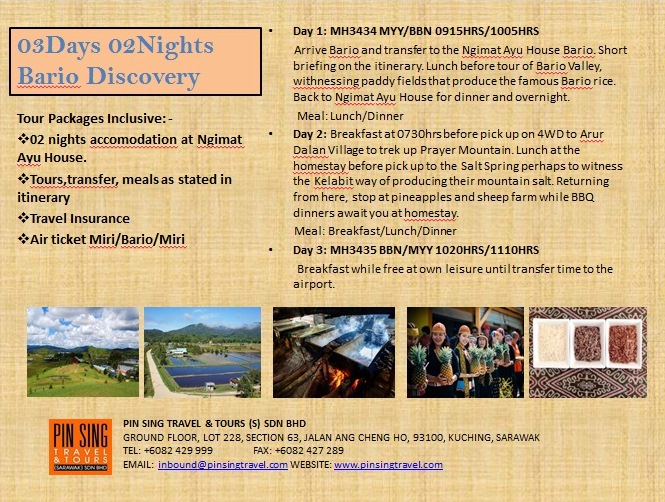 03Days 02Nights
Bario Discovery
Tour Packages Inclusive: -
❖02 nights accomodation at Ngimat
Ayu House.
❖Tours,transfer, meals as stated in
itinerary
❖Travel Insurance
❖Air ticket Miri/Bario/Miri
• Day 1: MH3434 MYY/BBN 0915HRS/1005HRS
Arrive Bario and transfer to the Ngimat Ayu House Bario. Short
briefing on the itinerary. Lunch before tour of Bario Valley,
withnessing paddy fields that produce the famous Bario rice.
Back to Ngimat Ayu House for dinner and overnight.
Meal: Lunch/Dinner
• Day 2: Breakfast at 0730hrs before pick up on 4WD to Arur
Dalan Village to trek up Prayer Mountain. Lunch at the
homestay before pick up to the Salt Spring perhaps to witness
the Kelabit way of producing their mountain salt. Returning
from here, stop at pineapples and sheep farm while BBQ
dinners await you at homestay.
Meal: Breakfast/Lunch/Dinner
• Day 3: MH3435 BBN/MYY 1020HRS/1110HRS
Breakfast while free at own leisure until transfer time to the
airport.
PIN SING
TRAVEL
& TOURS
(SARAWAK) SDN BHD
PIN SING TRAVEL & TOURS (S) SDN BHD
GROUND FLOOR, LOT 228, SECTION 63, JALAN ANG CHENG HO, 93100, KUCHING, SARAWAK
TEL: +6082 429 999 FAX: +6082 427 289
EMAIL: inbound@pinsingtravel.com WEBSITE: www.pinsingtravel.com